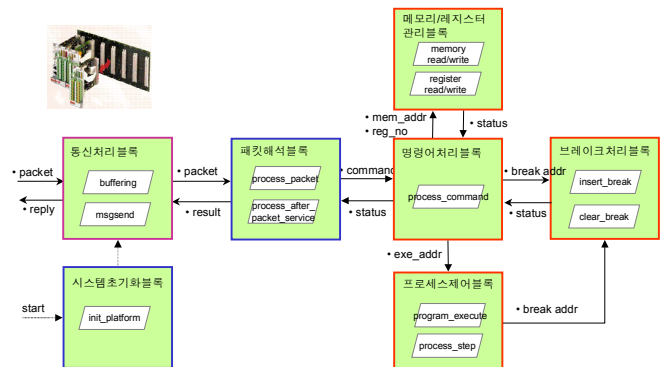 메모리/레지스터
관리블록
memory
read/write
register
read/write
• mem_addr
• reg_no
• status
통신처리블록
패킷해석블록
명령어처리블록
브레이크처리블록
• packet
buffering
• packet
process_packet
• command
process_command
• break addr
insert_break
• reply
msgsend
• result
process_after_
packet_service
• status
• status
clear_break
• exe_addr
시스템초기화블록
프로세스제어블록
start
init_platform
program_execute
• break addr
process_step